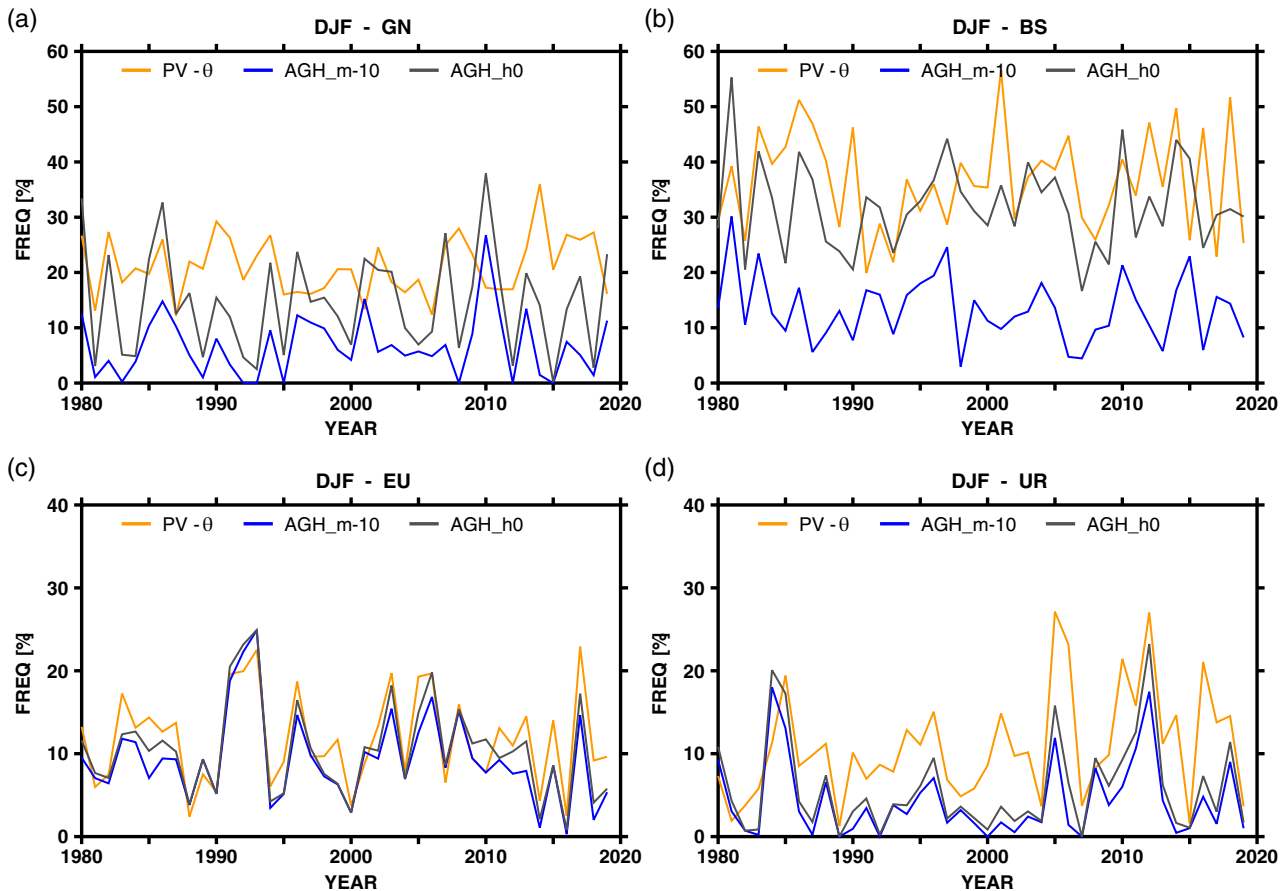 (a)
DJF - GN
PV - θ AGH_m-10 AGH_h0
FREQ [%]
60
50
40
30
20
10
0
1980 1990 2000 2010 2020
YEAR
(b)
DJF - BS
PV - θ AGH_m-10 AGH_h0
FREQ [%]
60
50
40
30
20
10
0
1980 1990 2000 2010 2020
YEAR
(c)
DJF - EU
PV - θ AGH_m-10 AGH_h0
FREQ [%]
40
30
20
10
0
1980 1990 2000 2010 2020
YEAR
(d)
DJF - UR
PV - θ AGH_m-10 AGH_h0
FREQ [%]
40
30
20
10
0
1980 1990 2000 2010 2020
YEAR